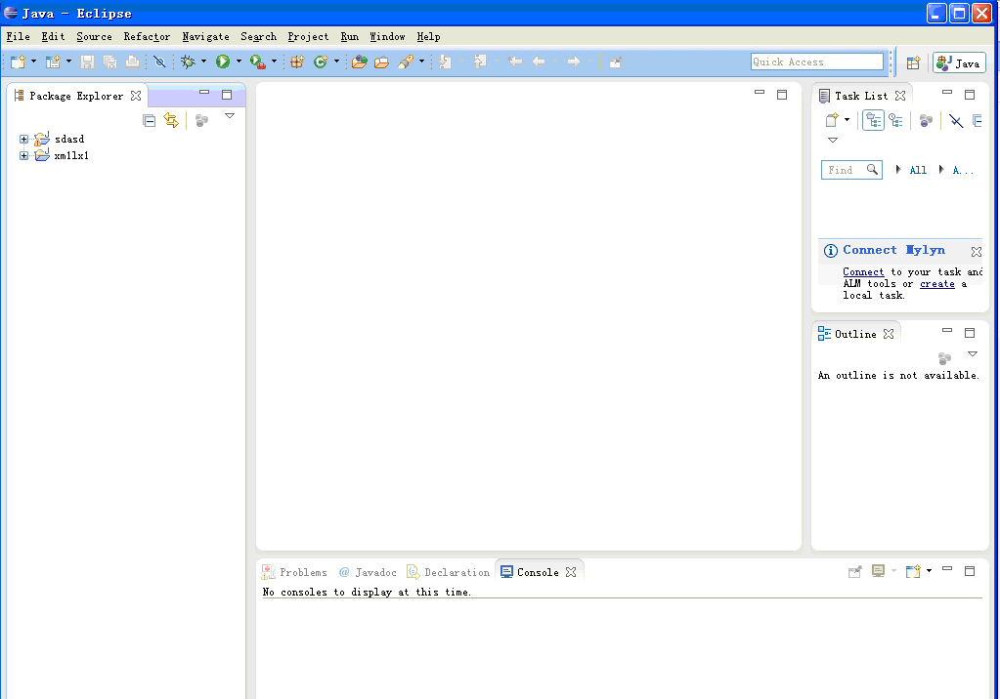 Java - Eclipse
File Edit Source Refactor Navigate Search Project Run Window Help
Quick Access
Java
Package Explorer
sdasd
xm1lx1
Task List
Find
All
A...
Connect Mylyn
Connect to your task and
ALM tools or create a
local task.
Outline
An outline is not available.
Problems @ Javadoc Declaration Console
No consoles to display at this time.